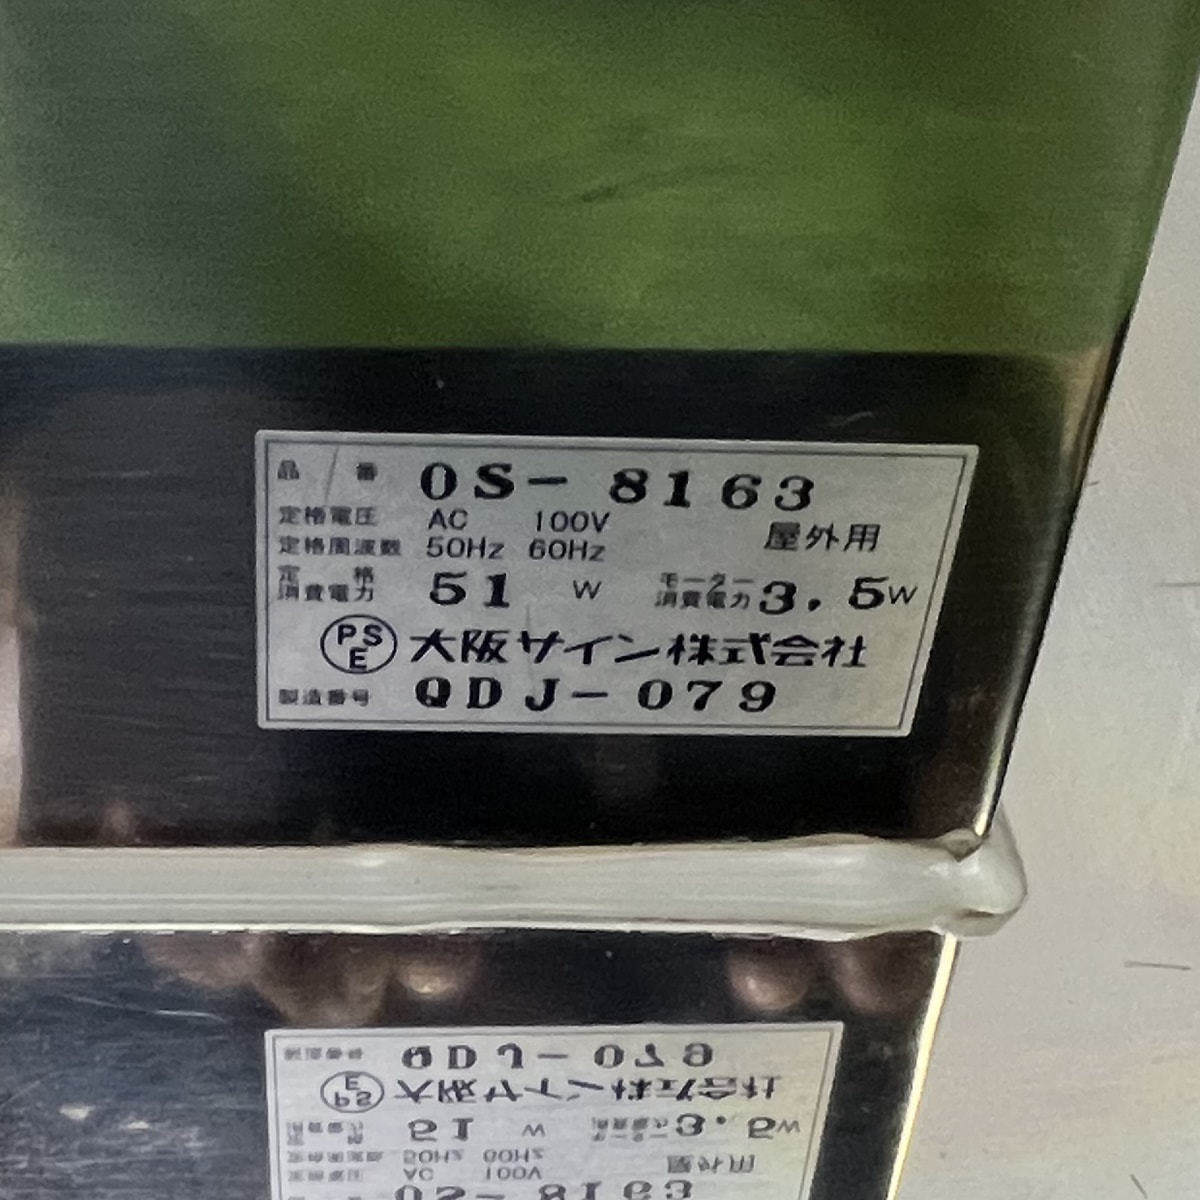 品 番 OS-8163
定格電圧 AC 100V
定格周波数 50Hz 60Hz 屋外用
定格消費電力 51 W モーター消費電力 3.5W
PSE 大阪サイン株式会社
製造番号 QDJ-079